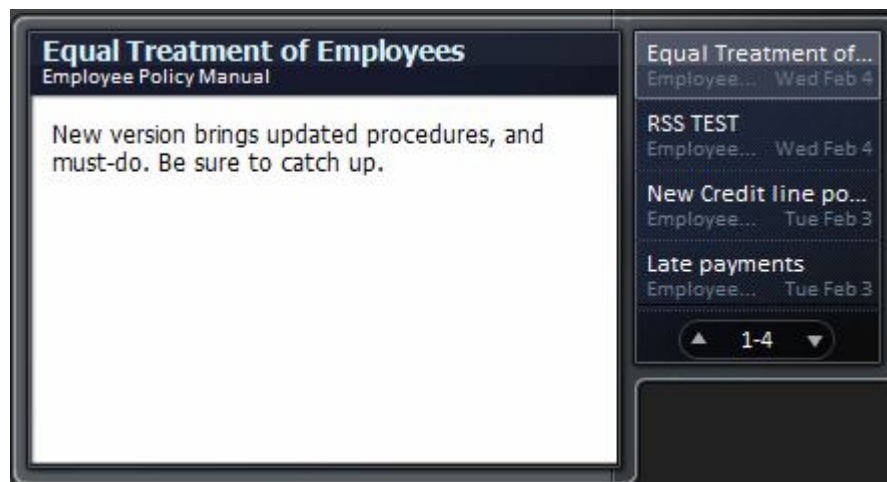 Equal Treatment of Employees
Employee Policy Manual
New version brings updated procedures, and
must-do. Be sure to catch up.
Equal Treatment of...
Employee... Wed Feb 4
RSS TEST
Employee... Wed Feb 4
New Credit line po...
Employee... Tue Feb 3
Late payments
Employee... Tue Feb 3
1-4